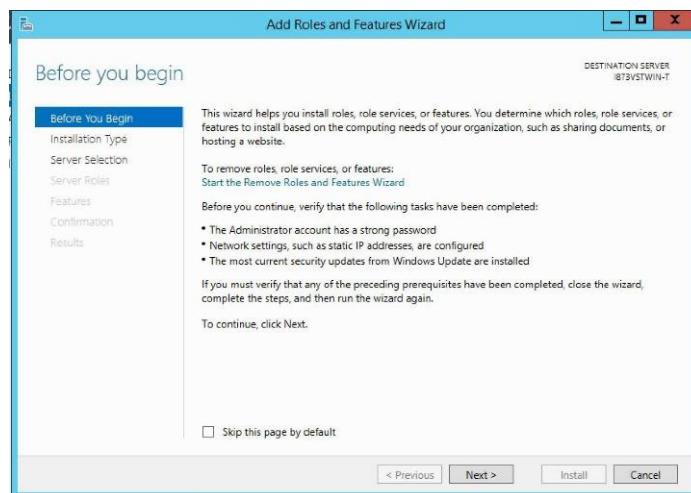 Add Roles and Features Wizard
Before you begin
DESTINATION SERVER
I873VSTWIN-T
Before You Begin
Installation Type
Server Selection
Server Roles
Features
Confirmation
Results
This wizard helps you install roles, role services, or features. You determine which roles, role services, or
features to install based on the computing needs of your organization, such as sharing documents, or
hosting a website.
To remove roles, role services, or features:
Start the Remove Roles and Features Wizard
Before you continue, verify that the following tasks have been completed:
• The Administrator account has a strong password
• Network settings, such as static IP addresses, are configured
• The most current security updates from Windows Update are installed
If you must verify that any of the preceding prerequisites have been completed, close the wizard,
complete the steps, and then run the wizard again.
To continue, click Next.
Skip this page by default
< Previous
Next >
Install
Cancel